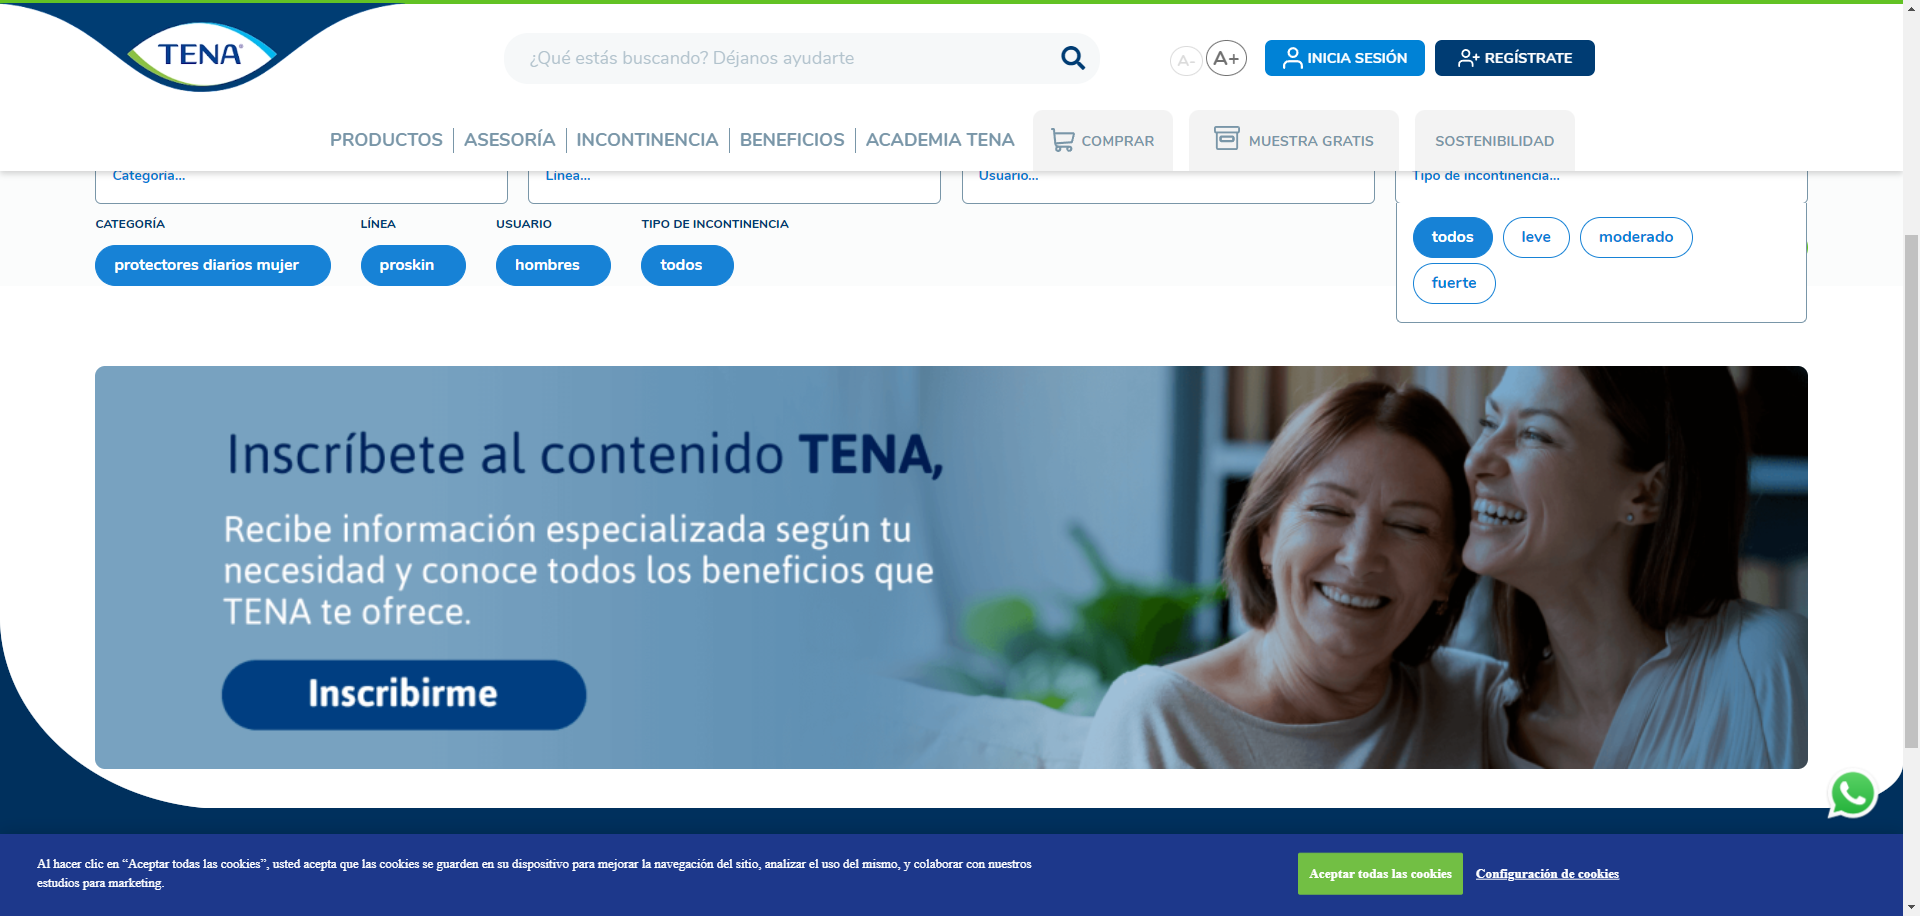 TENA
¿Qué estás buscando? Déjanos ayudarte
A-
A+
INICIA SESIÓN
REGÍSTRATE
PRODUCTOS
ASESORÍA
INCONTINENCIA
BENEFICIOS
ACADEMIA TENA
COMPRAR
MUESTRA GRATIS
SOSTENIBILIDAD
Categoría...
Línea...
Usuario...
Tipo de incontinencia...
CATEGORÍA
LÍNEA
USUARIO
TIPO DE INCONTINENCIA
protectores diarios mujer
proskin
hombres
todos
todos
leve
moderado
fuerte
Inscríbete al contenido TENA,
Recibe información especializada según tu
necesidad y conoce todos los beneficios que
TENA te ofrece.
Inscribirme
Al hacer clic en “Aceptar todas las cookies”, usted acepta que las cookies se guarden en su dispositivo para mejorar la navegación del sitio, analizar el uso del mismo, y colaborar con nuestros
estudios para marketing.
Aceptar todas las cookies
Configuración de cookies